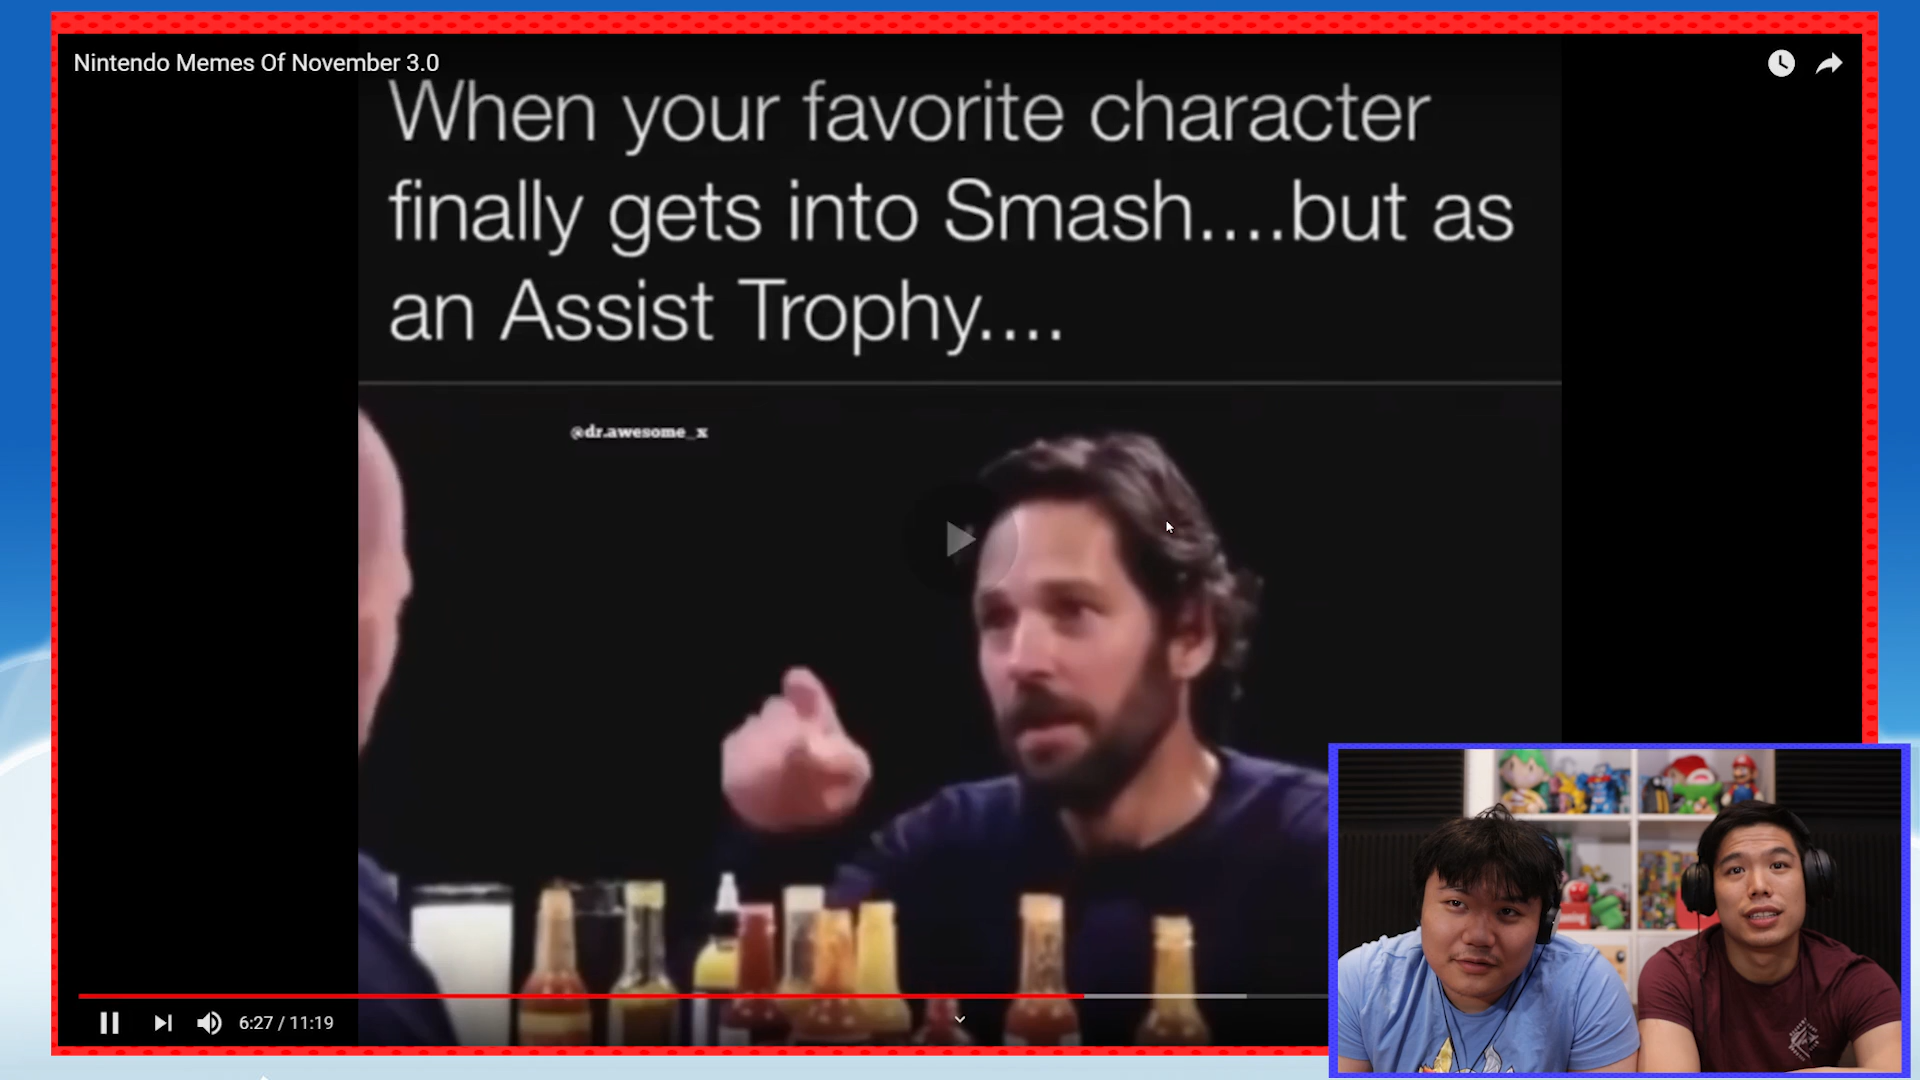 Nintendo Memes Of November 3.0
When your favorite character
finally gets into Smash....but as
an Assist Trophy....
@dr.awesome_x
6:27 / 11:19